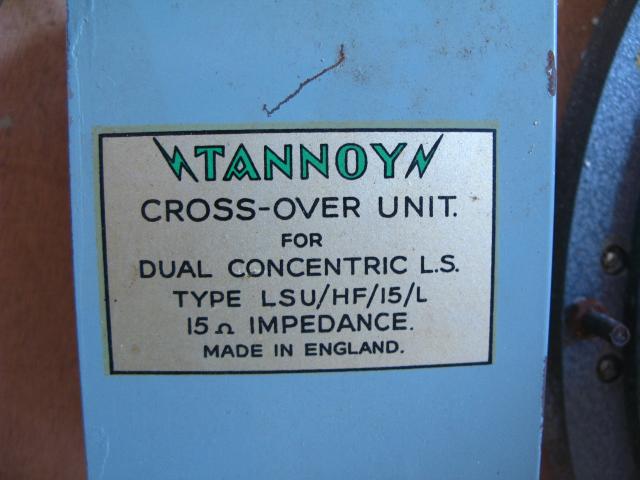 TANNOY
CROSS-OVER UNIT.
FOR
DUAL CONCENTRIC L.S.
TYPE LSU/HF/15/L
15 Ω IMPEDANCE.
MADE IN ENGLAND.